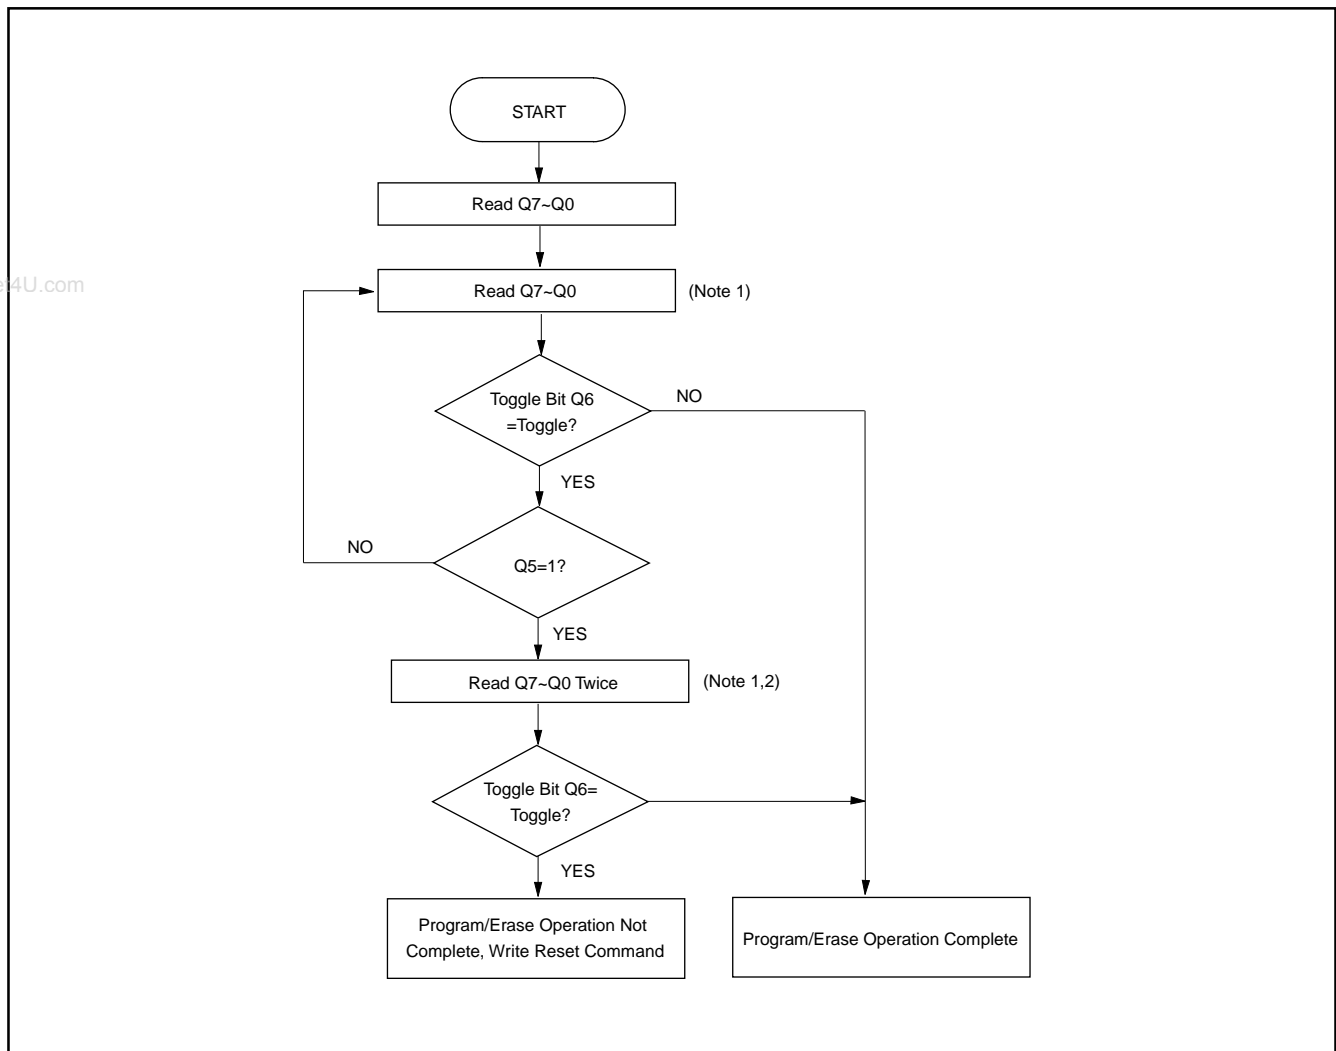 START
Read Q7~Q0
4U.com
Read Q7~Q0
(Note 1)
Toggle Bit Q6
=Toggle?
NO
YES
NO
Q5=1?
YES
Read Q7~Q0 Twice
(Note 1,2)
Toggle Bit Q6=
Toggle?
YES
Program/Erase Operation Not
Complete, Write Reset Command
Program/Erase Operation Complete